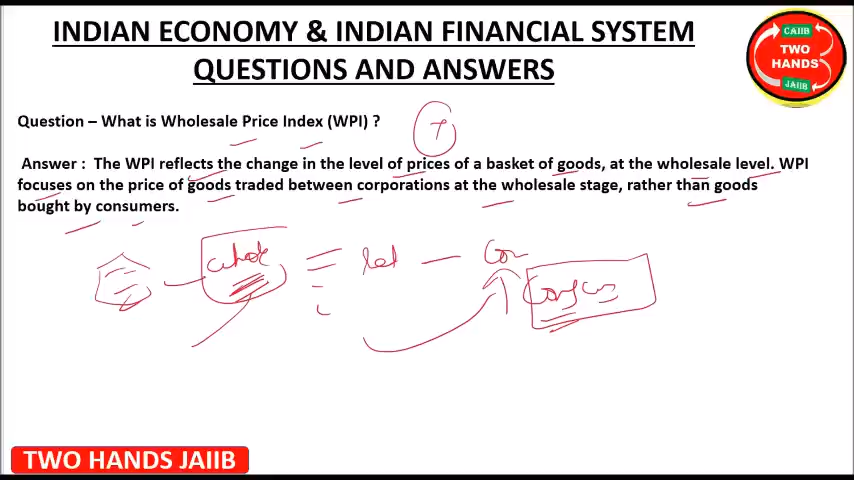 INDIAN ECONOMY & INDIAN FINANCIAL SYSTEM
QUESTIONS AND ANSWERS
CAIIB
TWO
HANDS
JAIIB
Question – What is Wholesale Price Index (WPI) ?
Answer : The WPI reflects the change in the level of prices of a basket of goods, at the wholesale level. WPI
focuses on the price of goods traded between corporations at the wholesale stage, rather than goods
bought by consumers.
Con
TWO HANDS JAIIB